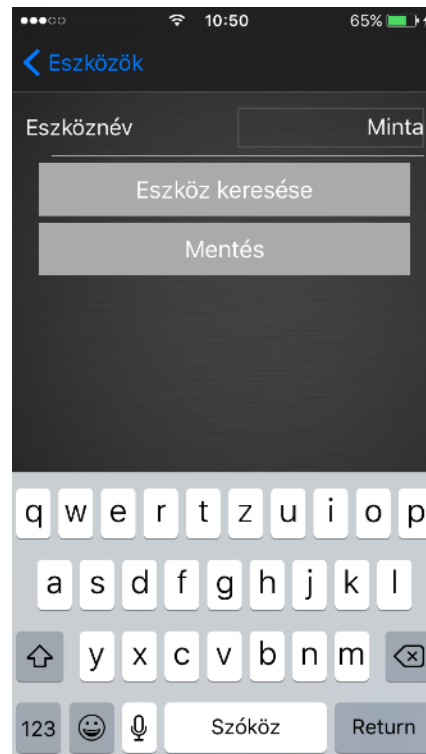 10:50 65%
Eszközök
Eszköznév Minta
Eszköz keresése
Mentés
q w e r t z u i o p
a s d f g h j k l
y x c v b n m
123 Szóköz Return